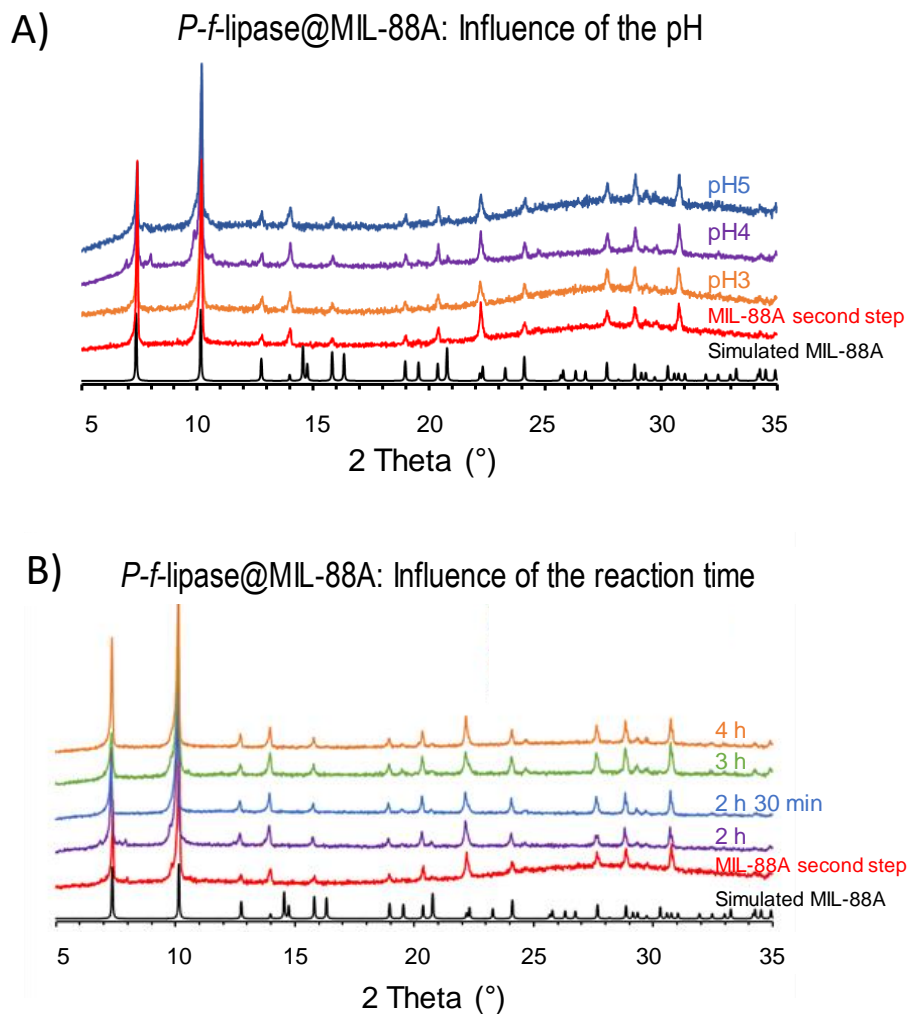 A)
P-f-lipase@MIL-88A: Influence of the pH
pH5
pH4
pH3
MIL-88A second step
Simulated MIL-88A
5 10 15 20 25 30 35
2 Theta (°)
B)
P-f-lipase@MIL-88A: Influence of the reaction time
4 h
3 h
2 h 30 min
2 h
MIL-88A second step
Simulated MIL-88A
5 10 15 20 25 30 35
2 Theta (°)